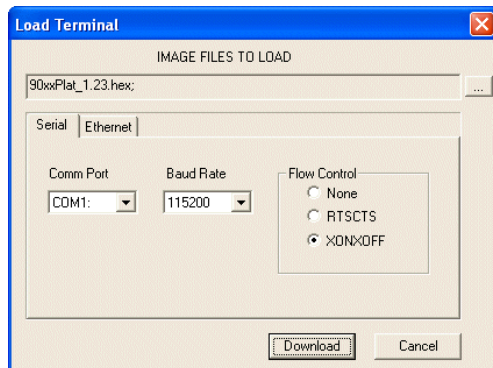 Load Terminal
IMAGE FILES TO LOAD
90xxPlat_1.23.hex;
...
Serial
Ethernet
Comm Port
Baud Rate
Flow Control
COM1:
115200
None
RTSCTS
XONXOFF
Download
Cancel